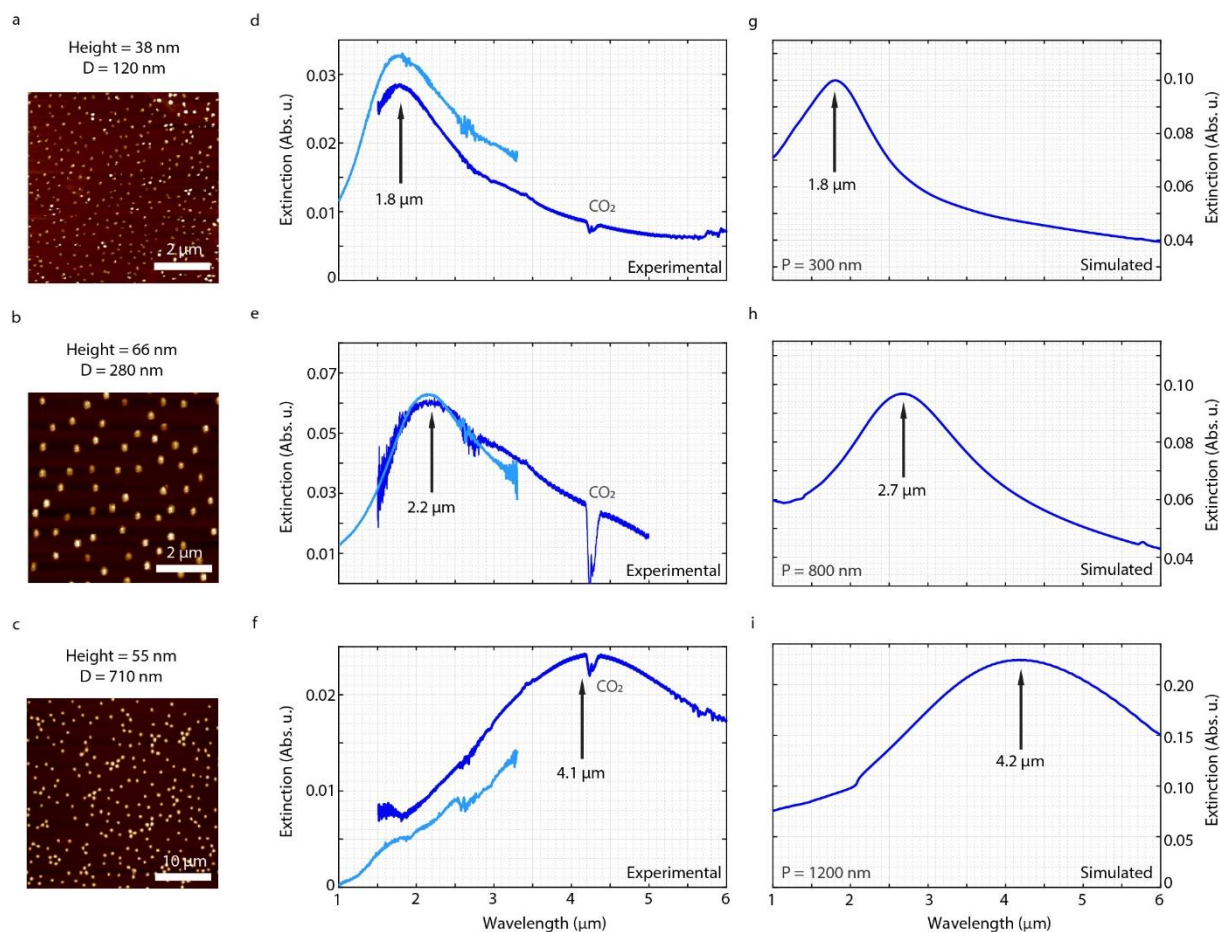 a
Height = 38 nm
D = 120 nm
2 µm
d
Extinction (Abs. u.)
0.03
0.02
0.01
0
1.8 µm
CO₂
Experimental
g
Extinction (Abs. u.)
0.10
0.08
0.06
0.04
1.8 µm
P = 300 nm
Simulated
b
Height = 66 nm
D = 280 nm
2 µm
e
Extinction (Abs. u.)
0.07
0.05
0.03
0.01
2.2 µm
CO₂
Experimental
h
Extinction (Abs. u.)
0.10
0.08
0.06
0.04
2.7 µm
P = 800 nm
Simulated
c
Height = 55 nm
D = 710 nm
10 µm
f
Extinction (Abs. u.)
0.02
0.01
0
4.1 µm
CO₂
Experimental
1 2 3 4 5 6
Wavelength (µm)
i
Extinction (Abs. u.)
0.20
0.15
0.10
0.05
0
4.2 µm
P = 1200 nm
Simulated
1 2 3 4 5 6
Wavelength (µm)